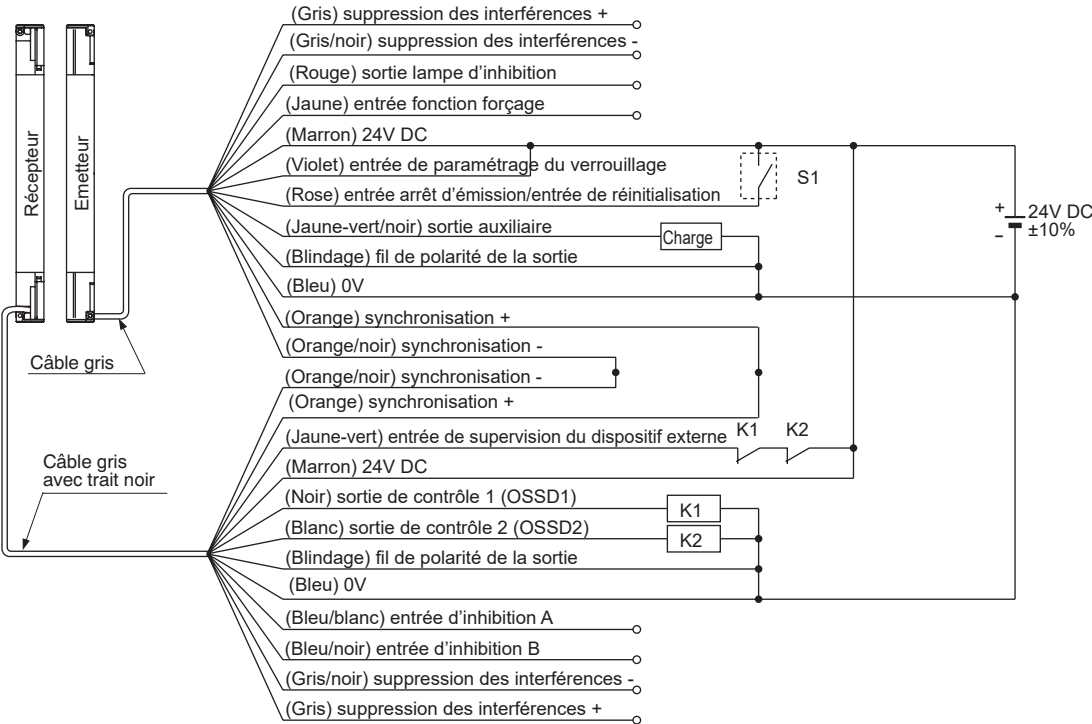 (Gris) suppression des interférences +
(Gris/noir) suppression des interférences -
(Rouge) sortie lampe d'inhibition
(Jaune) entrée fonction forçage
(Marron) 24V DC
(Violet) entrée de paramétrage du verrouillage
(Rose) entrée arrêt d'émission/entrée de réinitialisation
S1
(Jaune-vert/noir) sortie auxiliaire
Charge
(Blindage) fil de polarité de la sortie
(Bleu) 0V
+
-
24V DC
±10%
Récepteur
Emetteur
Câble gris
(Orange) synchronisation +
(Orange/noir) synchronisation -
(Orange/noir) synchronisation -
(Orange) synchronisation +
(Jaune-vert) entrée de supervision du dispositif externe
K1
K2
(Marron) 24V DC
Câble gris
avec trait noir
(Noir) sortie de contrôle 1 (OSSD1)
K1
(Blanc) sortie de contrôle 2 (OSSD2)
K2
(Blindage) fil de polarité de la sortie
(Bleu) 0V
(Bleu/blanc) entrée d'inhibition A
(Bleu/noir) entrée d'inhibition B
(Gris/noir) suppression des interférences -
(Gris) suppression des interférences +